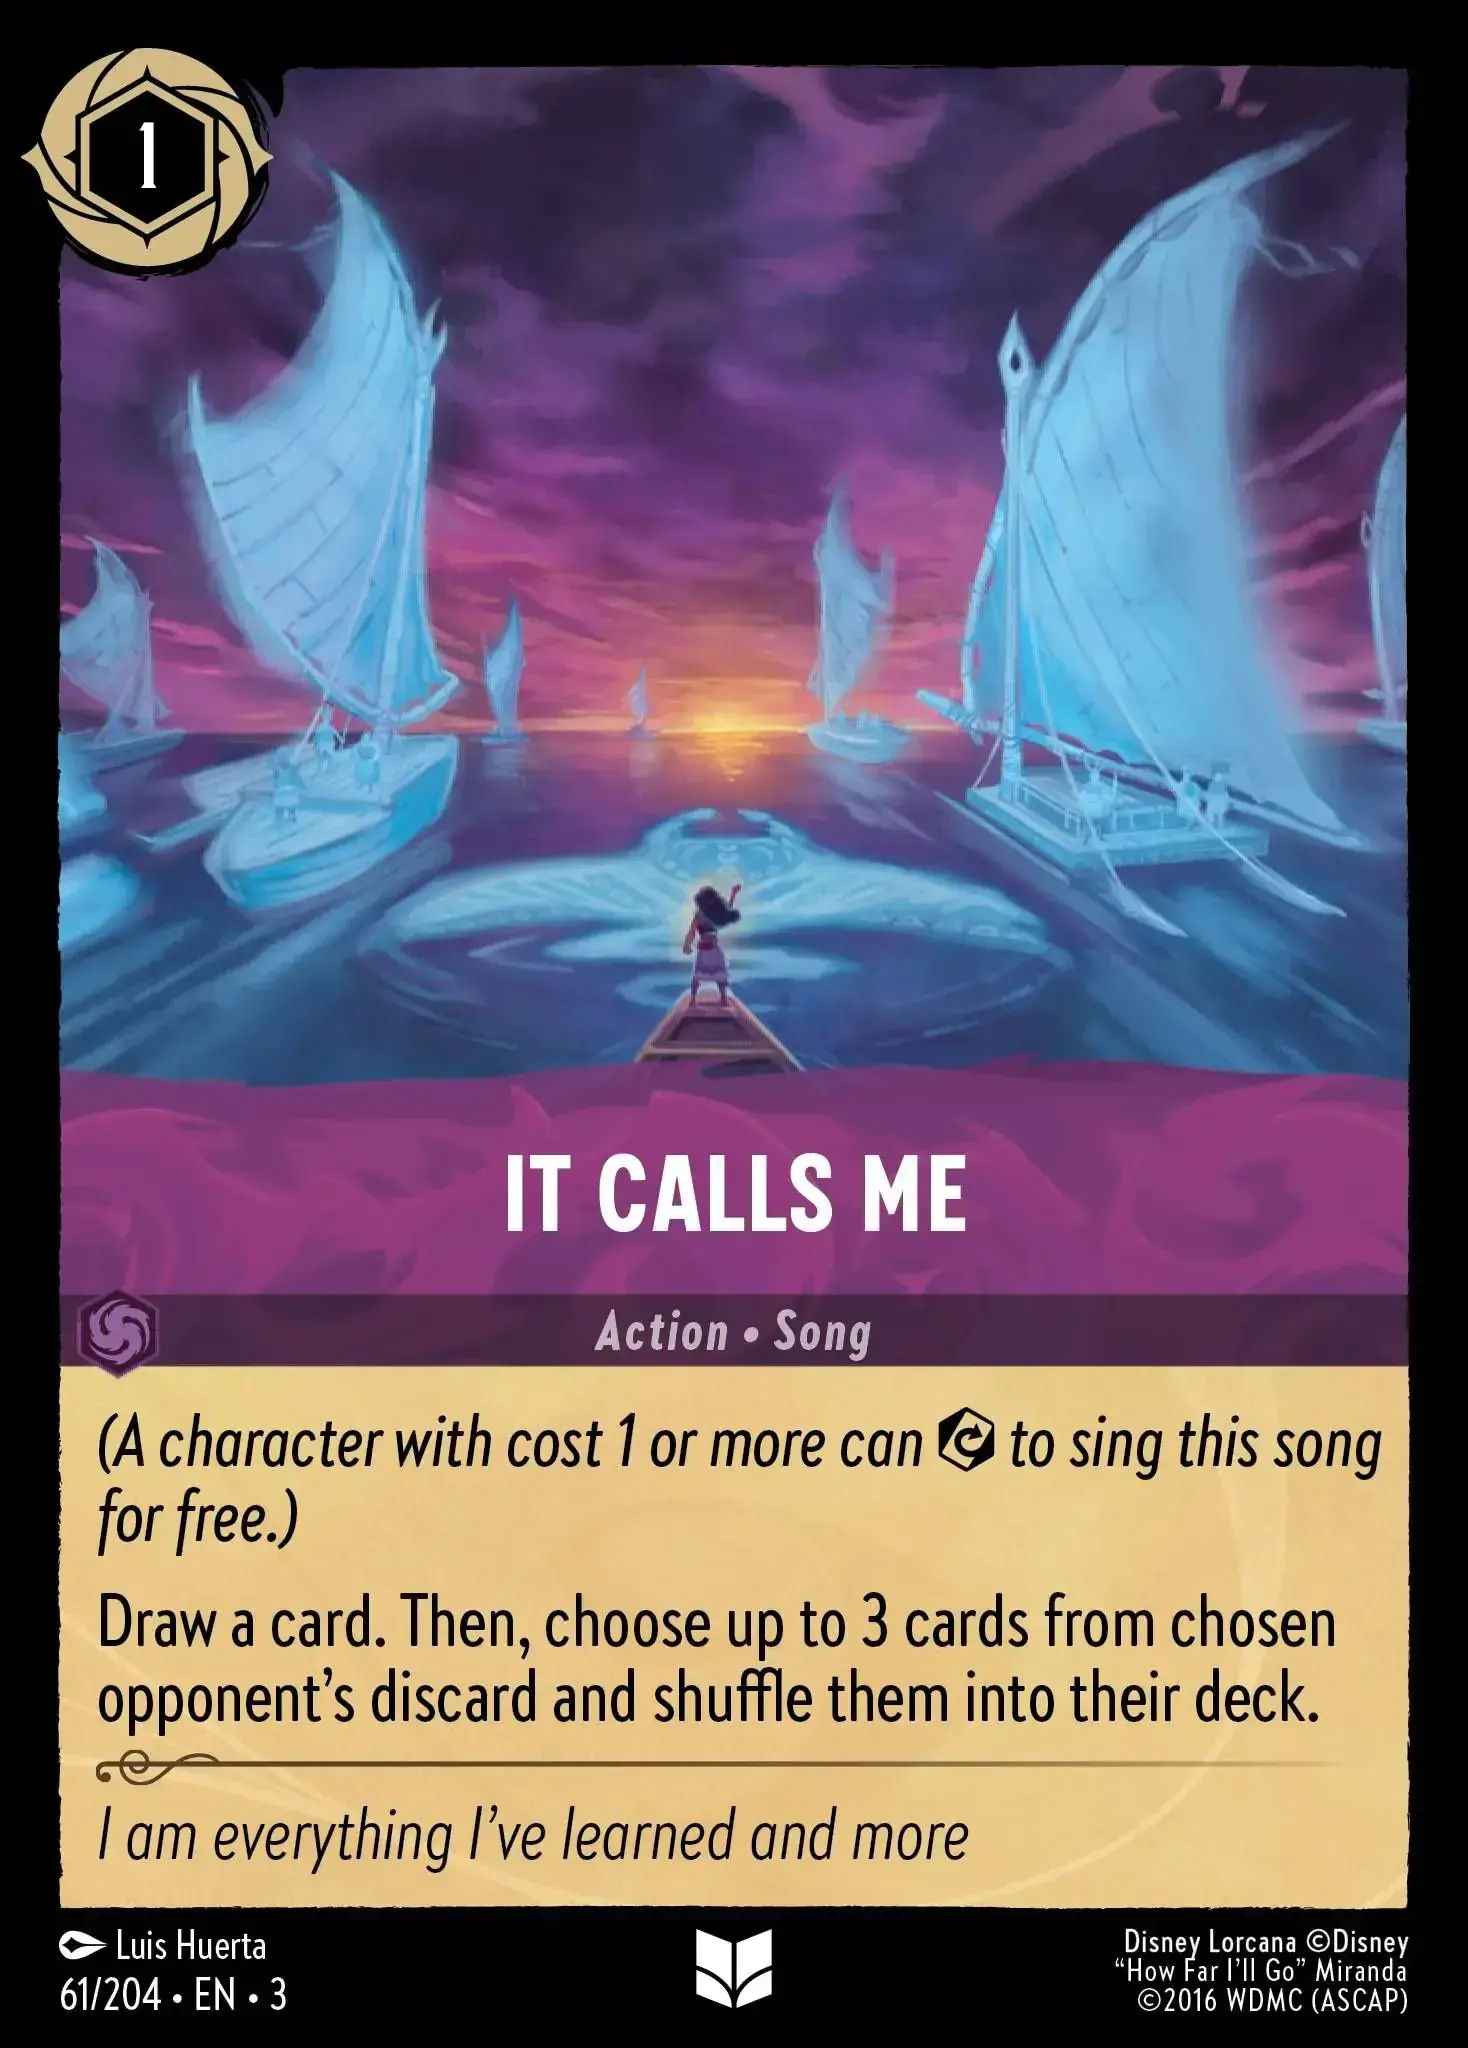 1
IT CALLS ME
Action • Song
(A character with cost 1 or more can to sing this song
for free.)
Draw a card. Then, choose up to 3 cards from chosen
opponent's discard and shuffle them into their deck.
I am everything I've learned and more
Luis Huerta
61/204 • EN • 3
Disney Lorcana ©Disney
“How Far I'll Go” Miranda
©2016 WDMC (ASCAP)